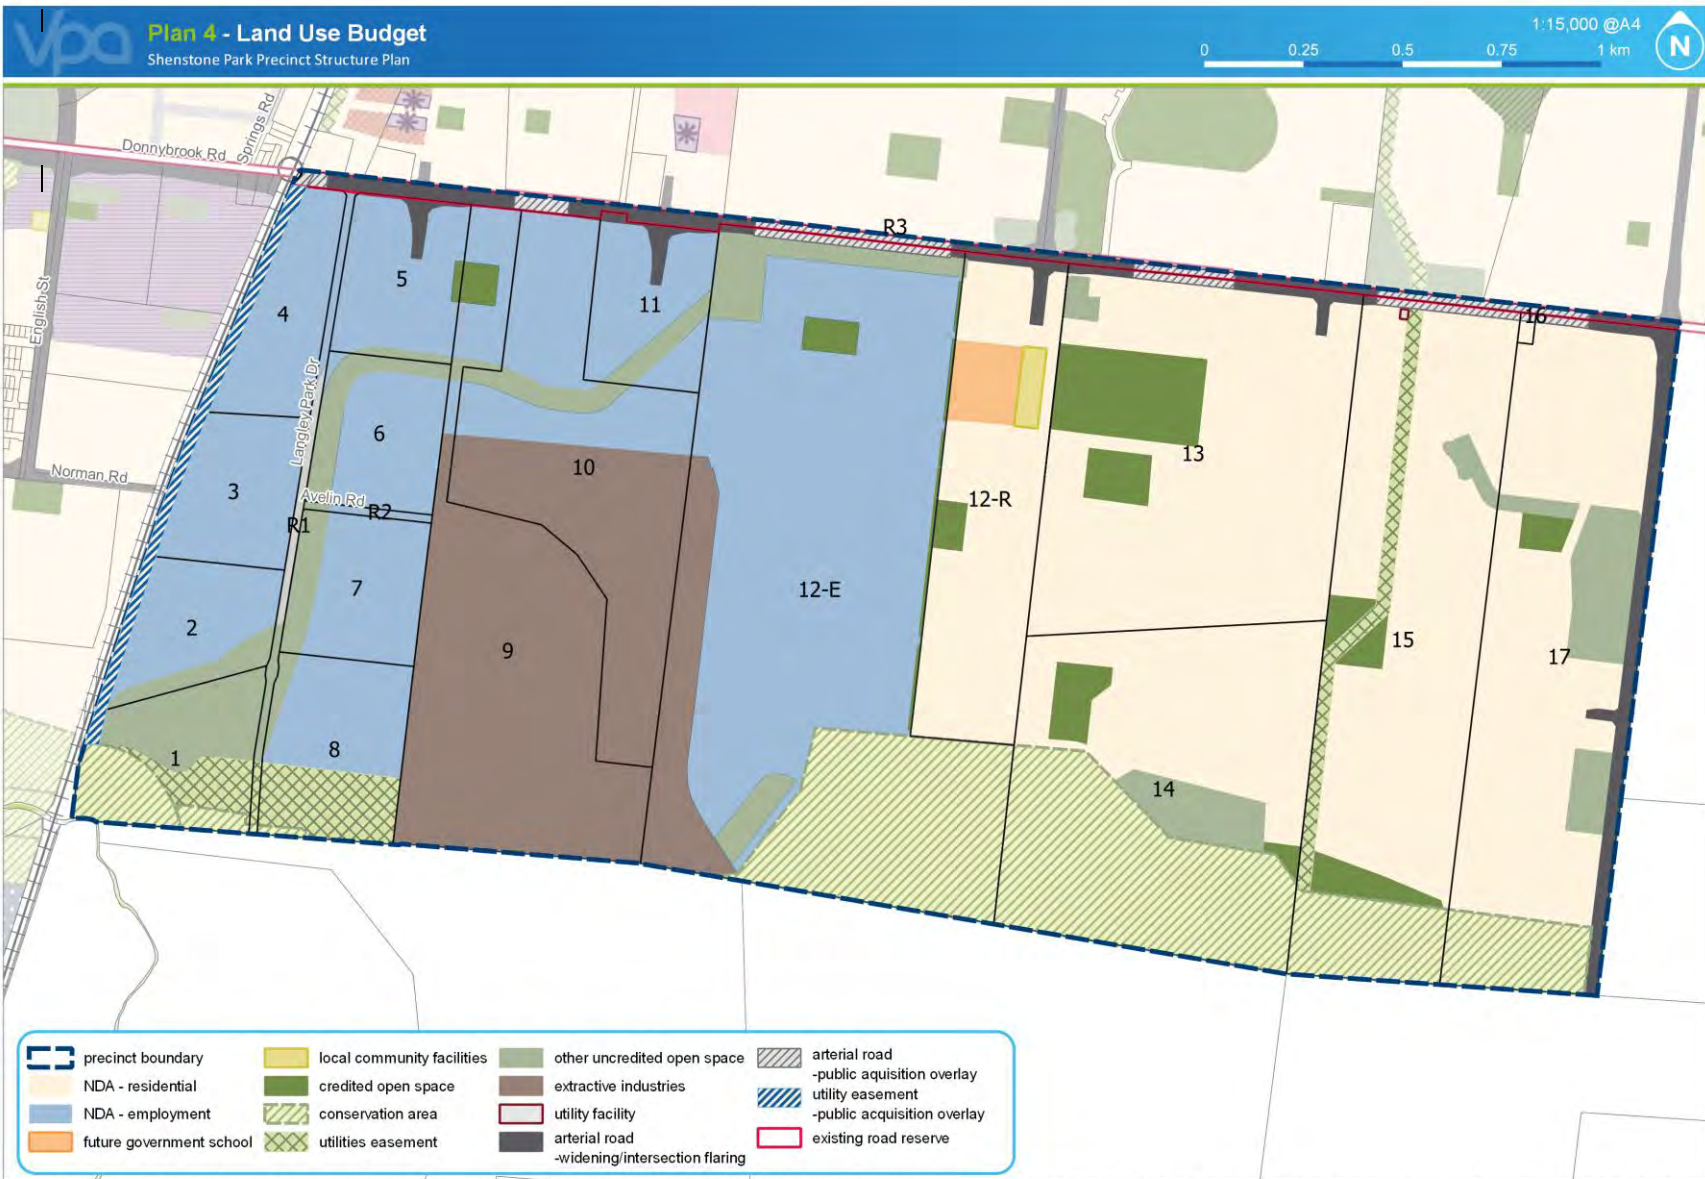 vpa
Plan 4 - Land Use Budget
Shenstone Park Precinct Structure Plan
1:15,000 @A4
0 0.25 0.5 0.75 1 km
N
Donnybrook Rd
Springs Rd
English St
Norman Rd
Langley Park Dr
Avelin Rd
R1
R2
R3
1
2
3
4
5
6
7
8
9
10
11
12-E
12-R
13
14
15
16
17
precinct boundary
NDA - residential
NDA - employment
future government school
local community facilities
credited open space
conservation area
utilities easement
other uncredited open space
extractive industries
utility facility
arterial road
-widening/intersection flaring
arterial road
-public aquisition overlay
utility easement
-public acquisition overlay
existing road reserve